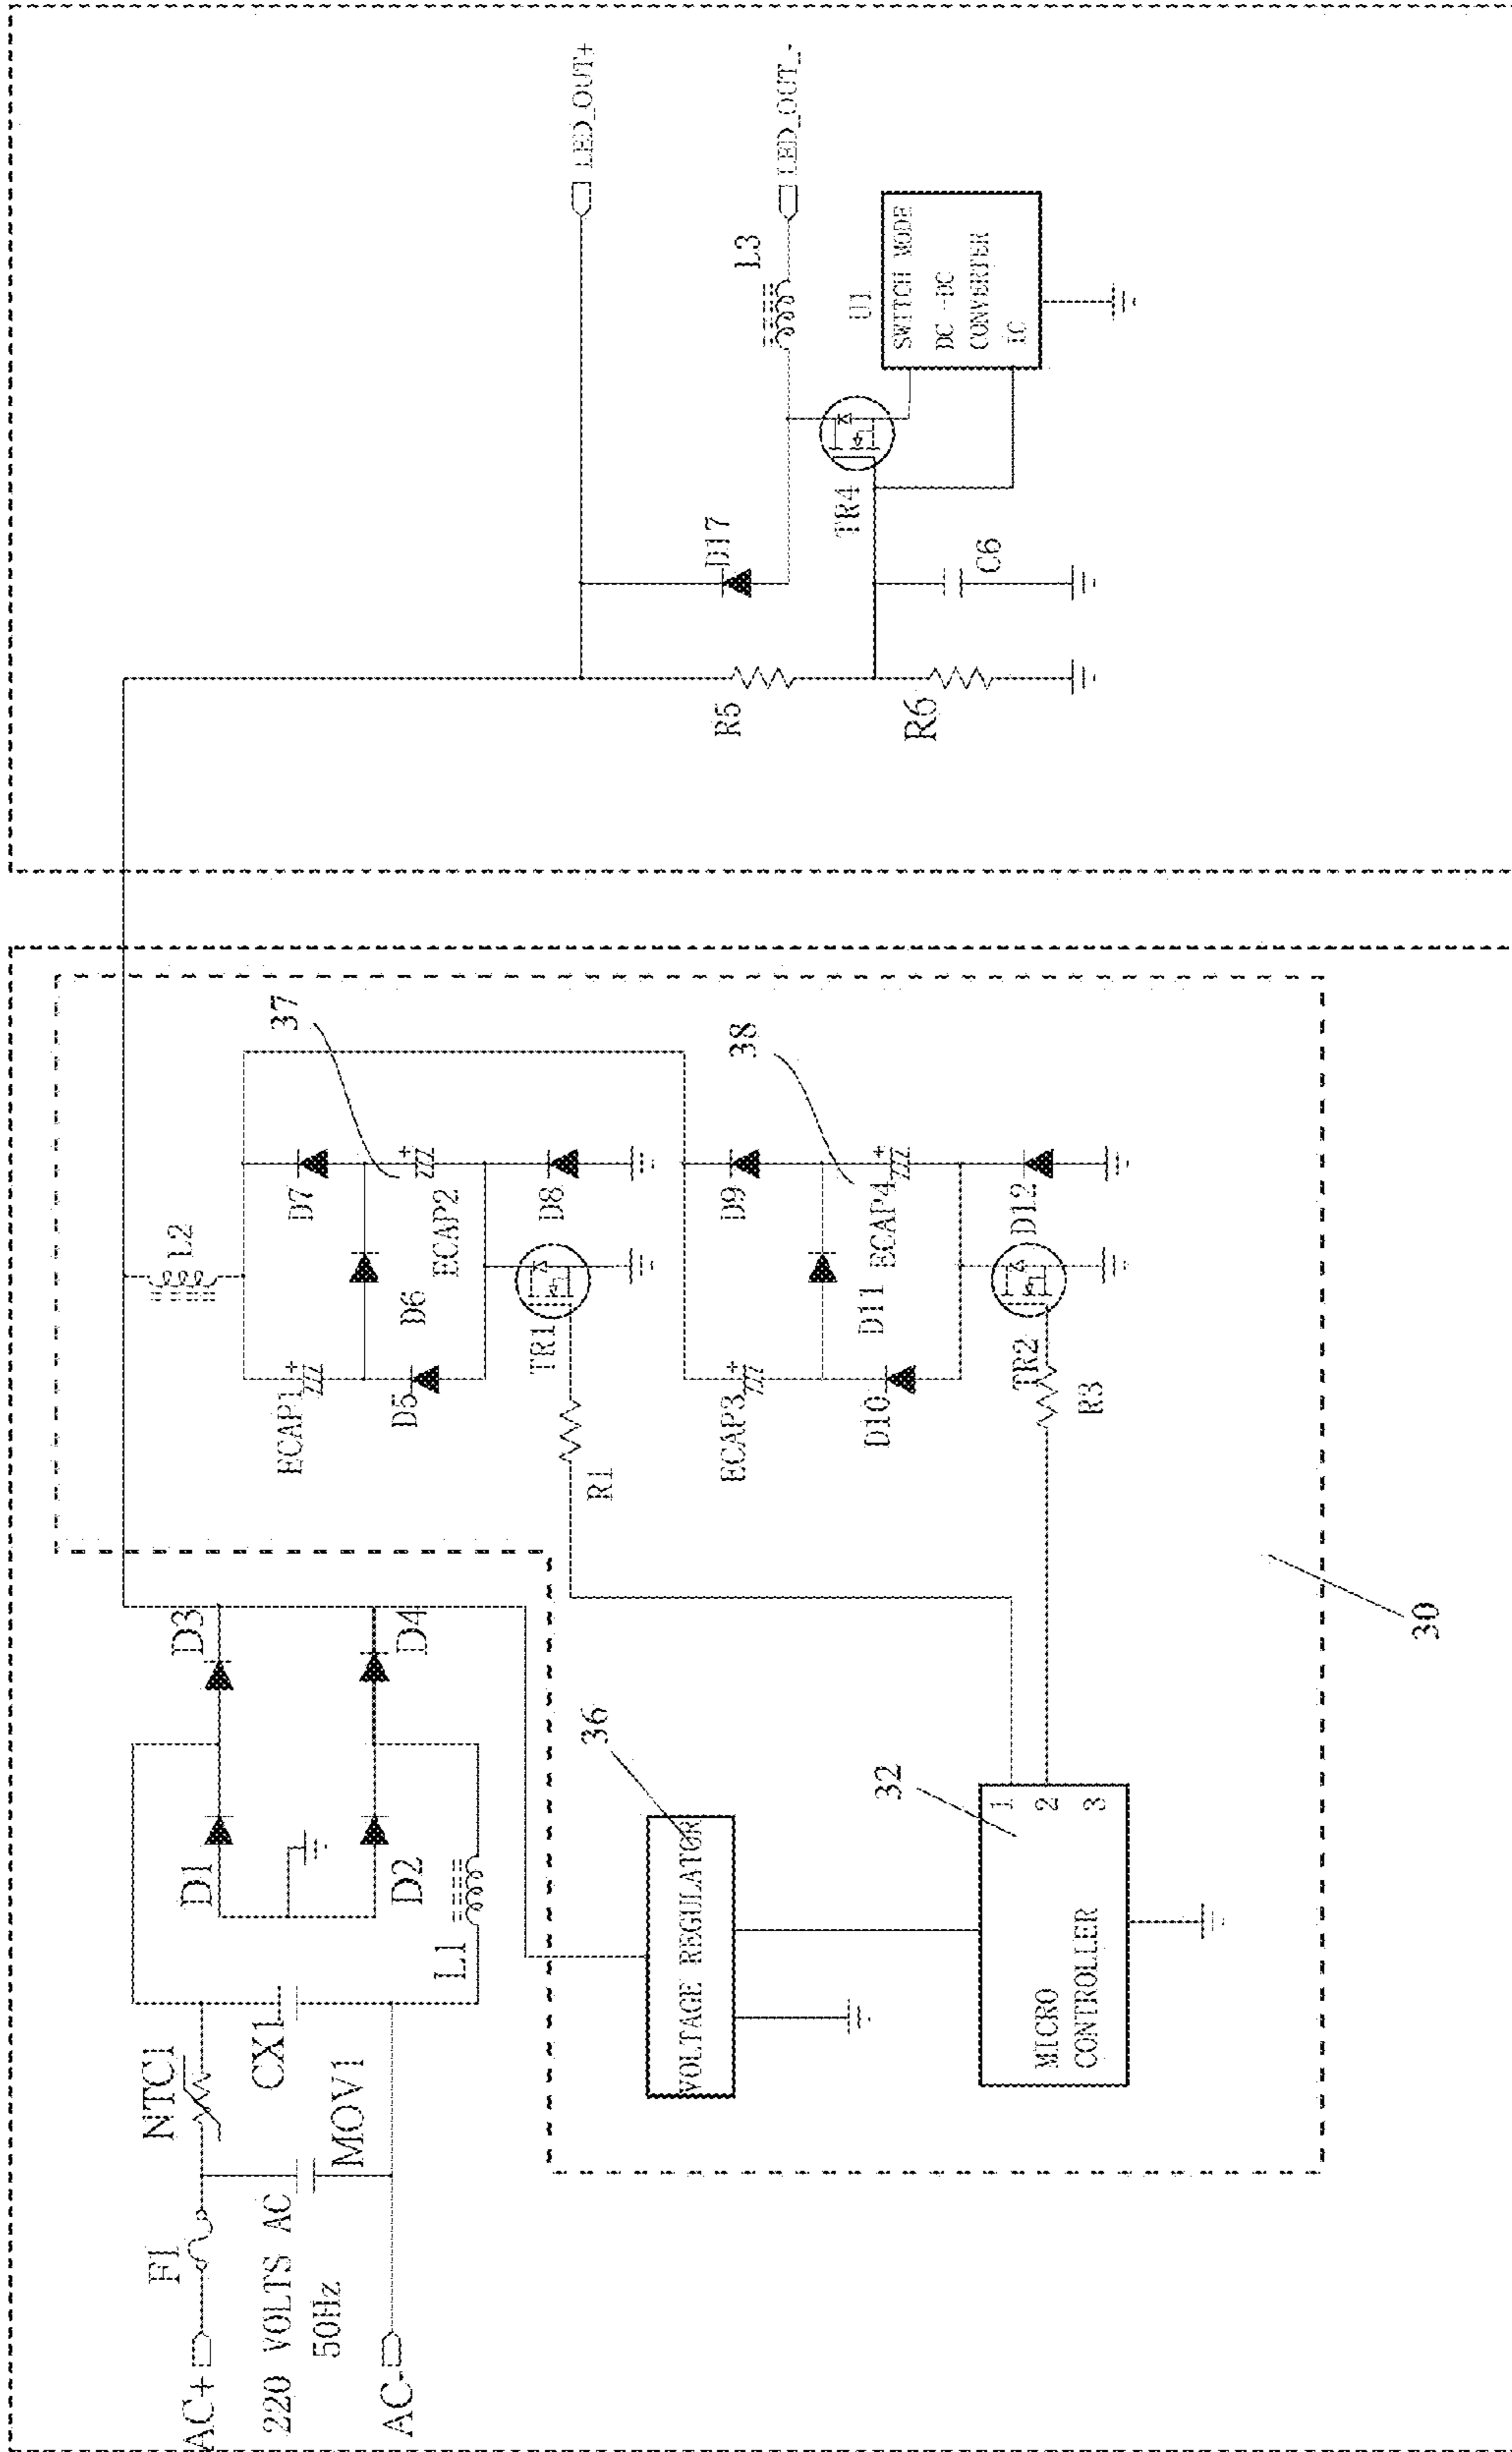 AC+
220 VOLTS AC
50Hz
AC-
F1
MOV1
NTC1
CX1
L1
D1
D2
D3
D4
36
VOLTAGE REGULATOR
32
MICRO
CONTROLLER
1
2
3
30
L2
ECAP1
D5
D6
D7
37
ECAP2
D8
TR1
R1
ECAP3
D10
D11
D9
38
ECAP4
D12
TR2
R3
R5
R6
D17
C6
TR4
L3
U1
SWITCH MODE
DC -DC
CONVERTER
IC
LED_OUT+
LED_OUT_-